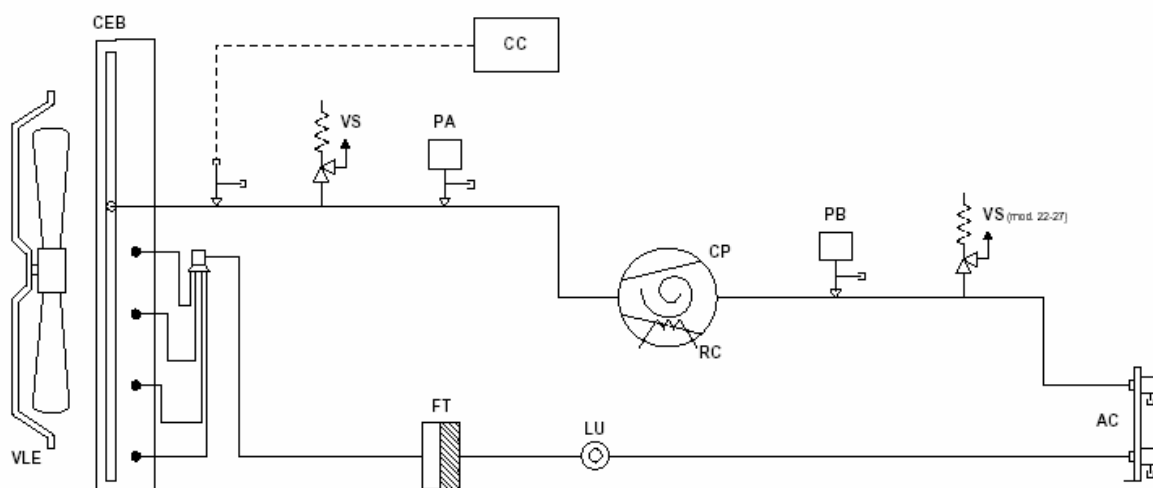 CEB
CC
VS
PA
VS (mod. 22-27)
PB
CP
RC
FT
LU
AC
VLE